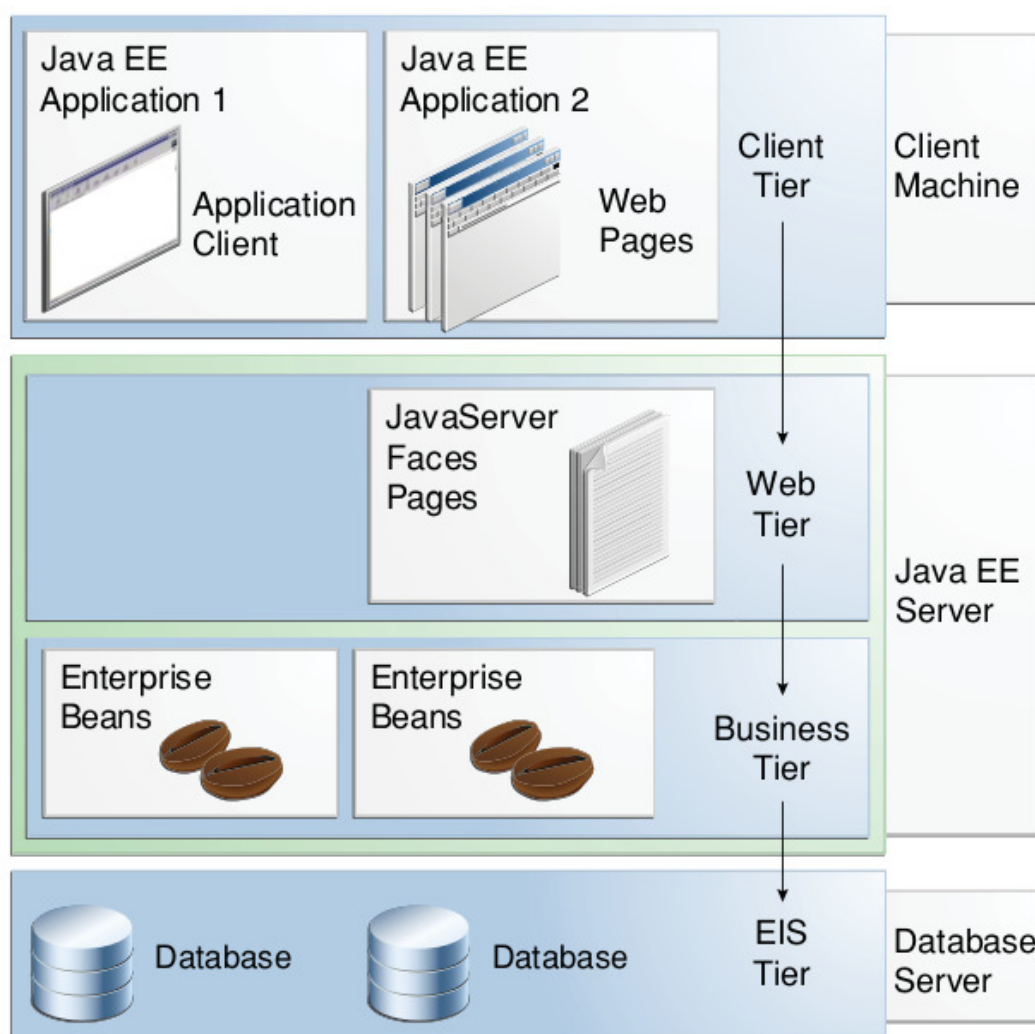 Java EE
Application 1
Application
Client
Java EE
Application 2
Web
Pages
Client
Tier
Client
Machine
JavaServer
Faces
Pages
Web
Tier
Java EE
Server
Enterprise
Beans
Enterprise
Beans
Business
Tier
Database
Database
EIS
Tier
Database
Server